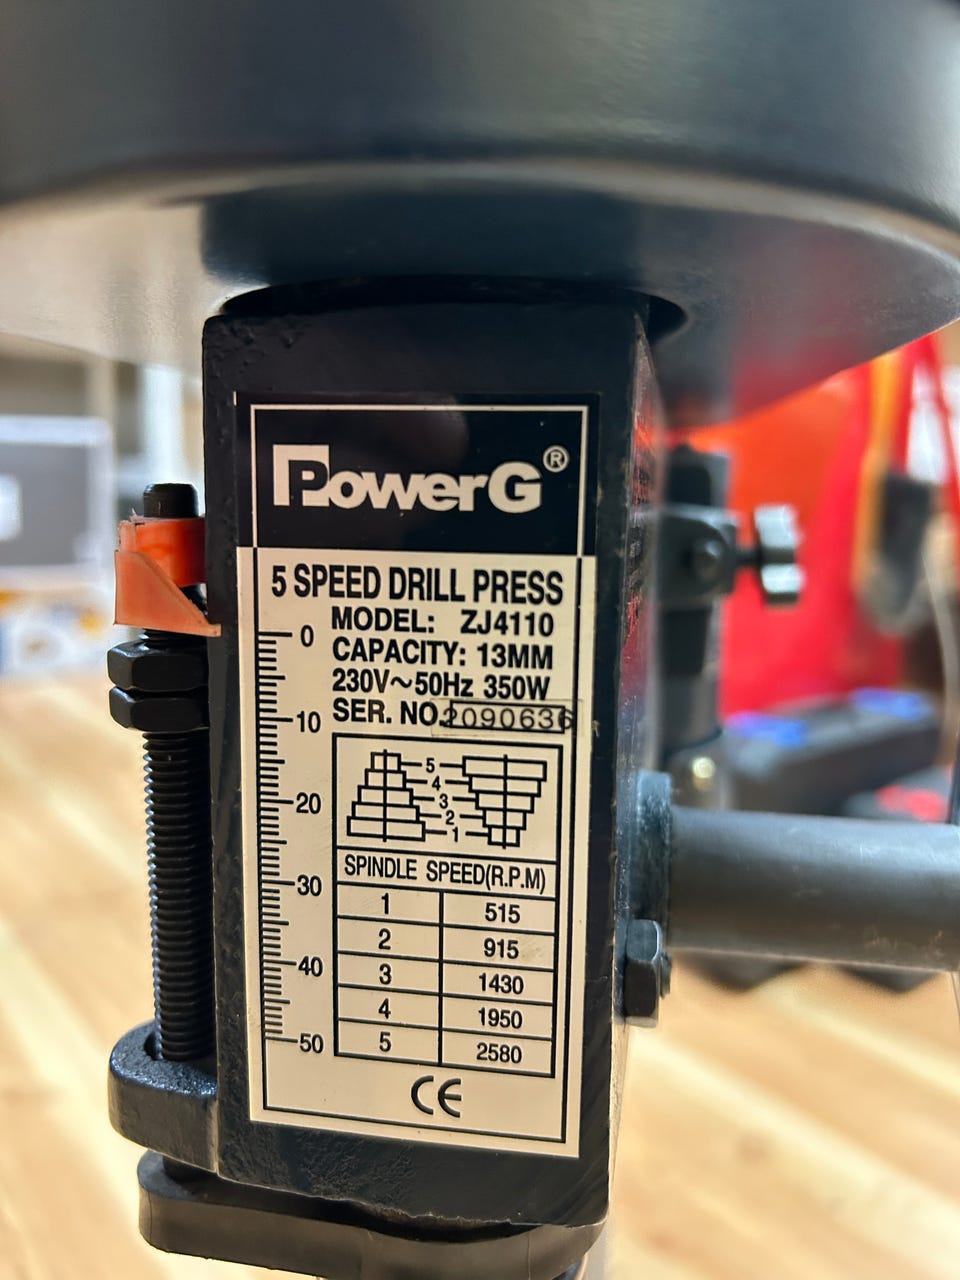 PowerG®
5 SPEED DRILL PRESS
MODEL: ZJ4110
CAPACITY: 13MM
230V~50Hz 350W
SER. NO.2090636
0
10
20
30
40
50
5
4
3
2
1
SPINDLE SPEED(R.P.M)
1 515
2 915
3 1430
4 1950
5 2580
CE